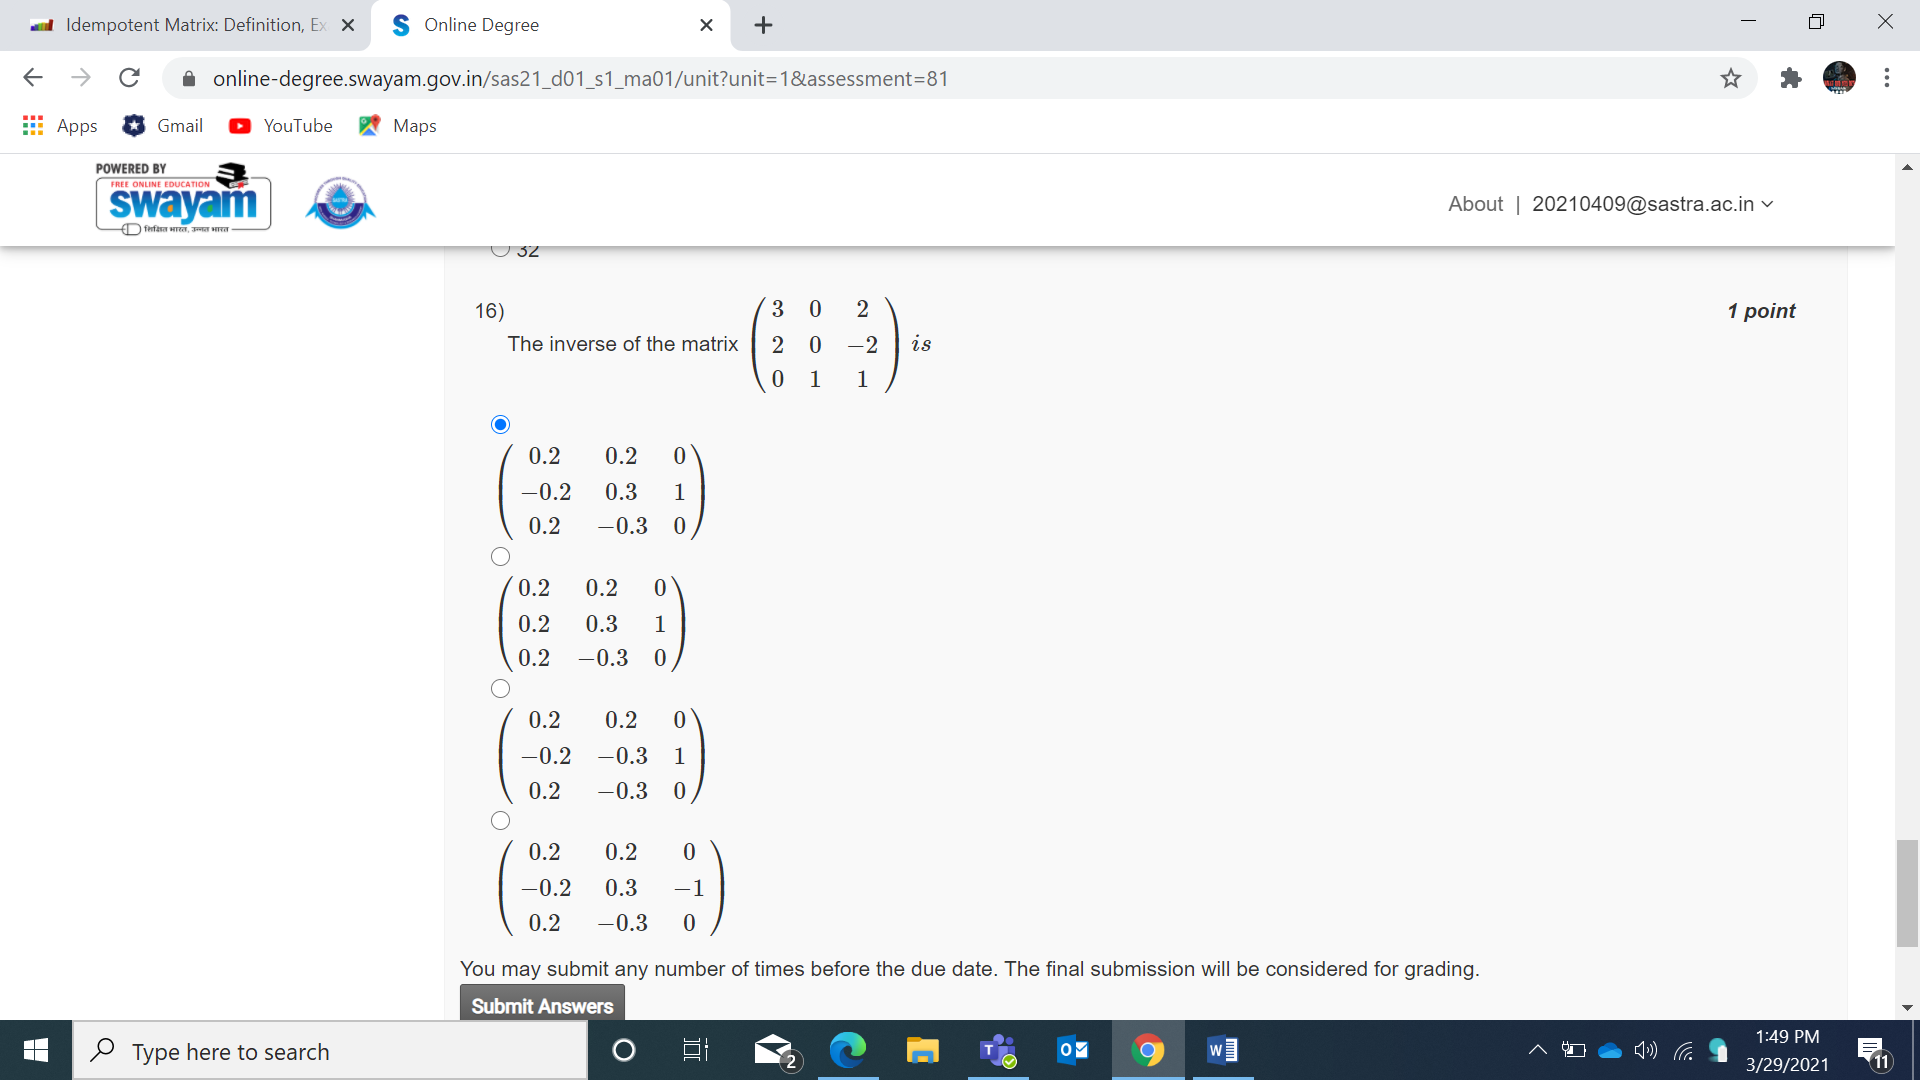 Idempotent Matrix: Definition, Ex
Online Degree
online-degree.swayam.gov.in/sas21_d01_s1_ma01/unit?unit=1&assessment=81
Apps
Gmail
YouTube
Maps
POWERED BY
FREE ONLINE EDUCATION
swayam
शिक्षित भारत, उन्नत भारत
About | 20210409@sastra.ac.in
32
16)
1 point
The inverse of the matrix
3 0 2
2 0 −2
0 1 1
is
0.2 0.2 0
−0.2 0.3 1
0.2 −0.3 0
0.2 0.2 0
0.2 0.3 1
0.2 −0.3 0
0.2 0.2 0
−0.2 −0.3 1
0.2 −0.3 0
0.2 0.2 0
−0.2 0.3 −1
0.2 −0.3 0
You may submit any number of times before the due date. The final submission will be considered for grading.
Submit Answers
Type here to search
2
1:49 PM
3/29/2021
11